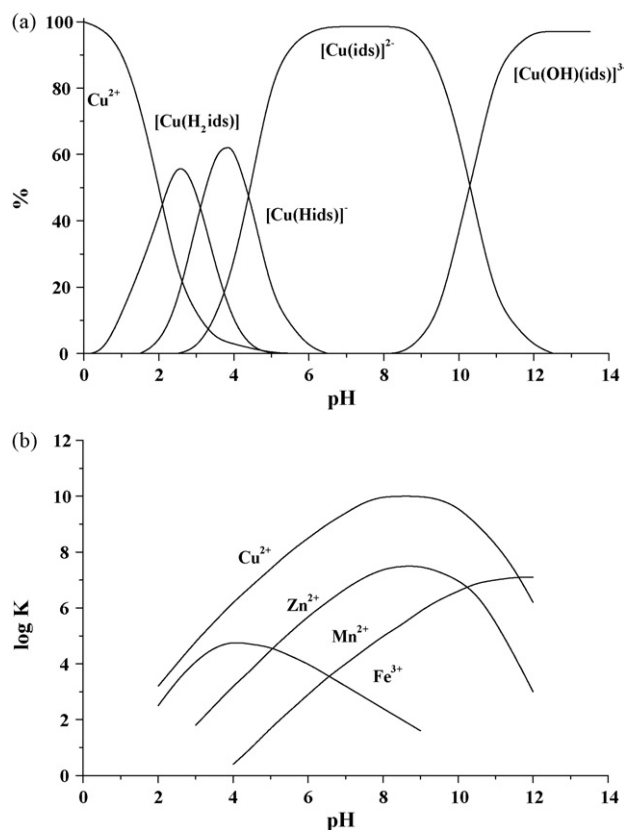 (a)
100
80
60
40
20
0
%
Cu²⁺
[Cu(H₂ids)]
[Cu(Hids)]⁻
[Cu(ids)]²⁻
[Cu(OH)(ids)]³⁻
0 2 4 6 8 10 12 14
pH
(b)
12
10
8
6
4
2
0
log K
Cu²⁺
Zn²⁺
Mn²⁺
Fe³⁺
0 2 4 6 8 10 12 14
pH